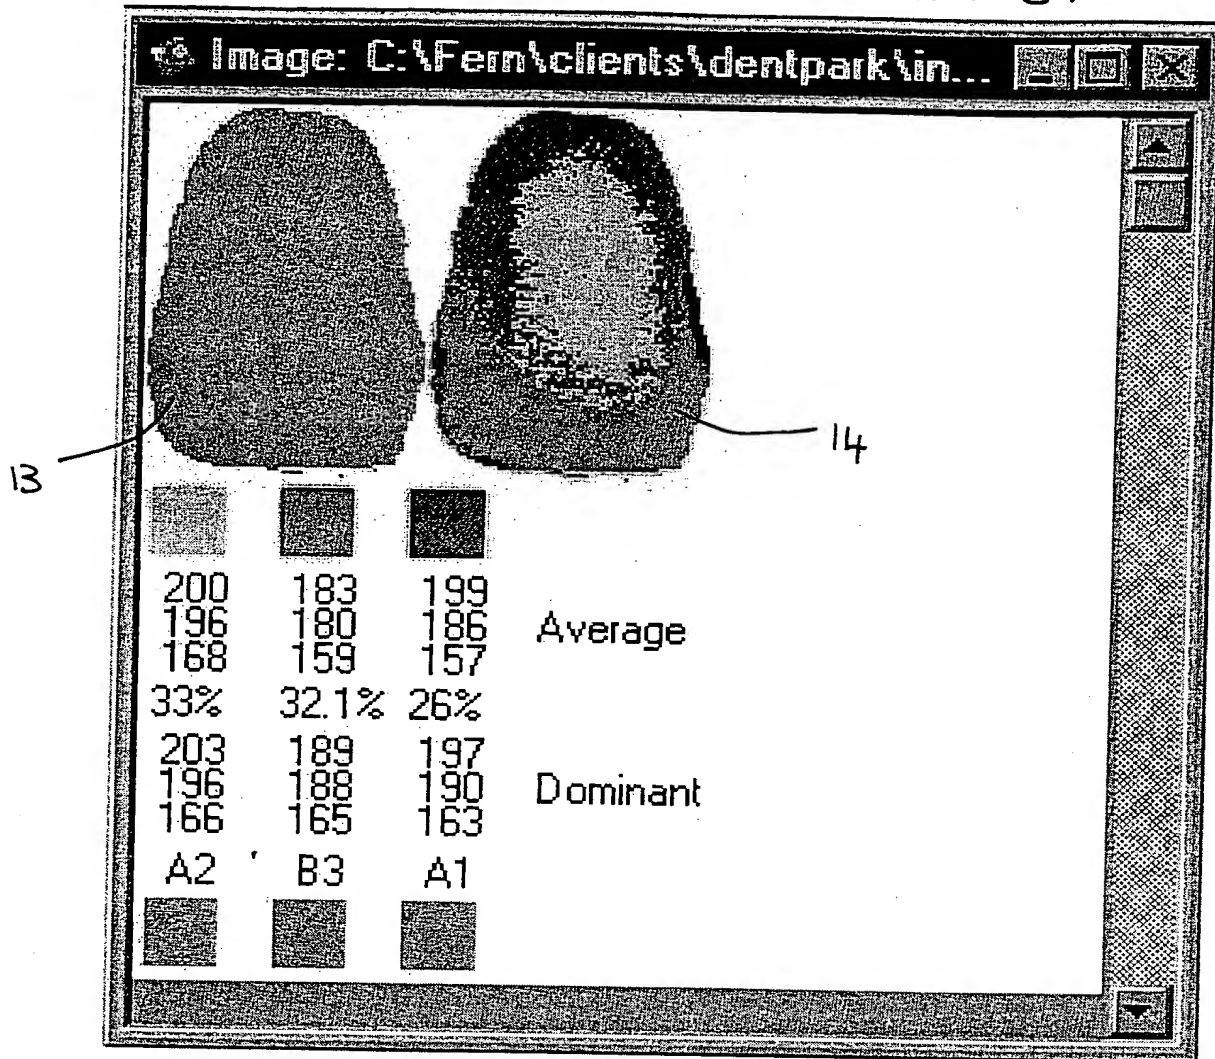 Image: C:\Fern\clients\dentpark\in...
13
14
200 183 199
196 180 186 Average
168 159 157
33% 32.1% 26%
203 189 197
196 188 190 Dominant
166 165 163
A2 B3 A1